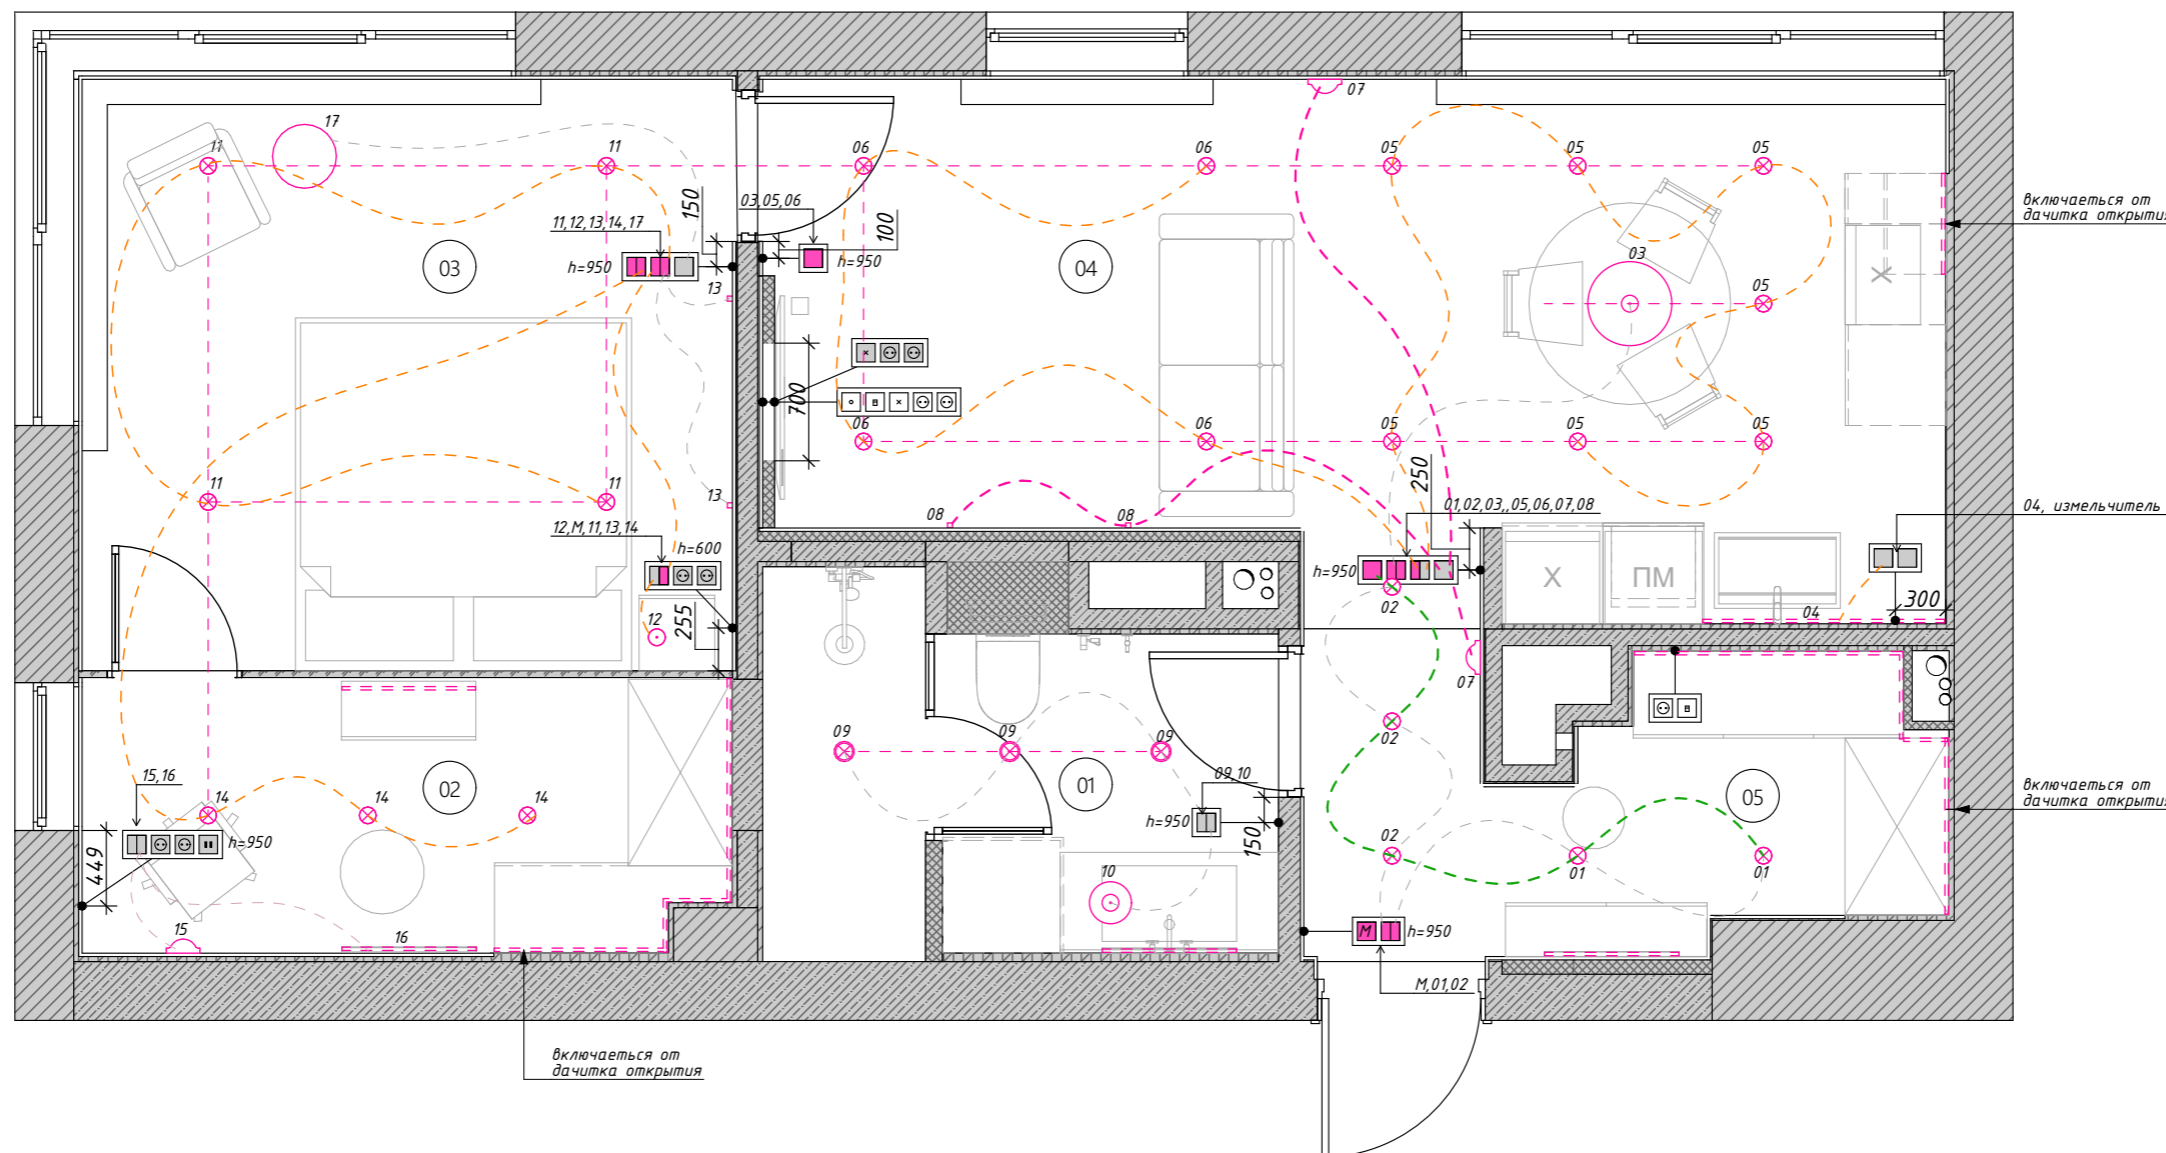 07
17
11
11
06
06
05
05
05
150
03,05,06
100
включаеться от
дачитка открытия
11,12,13,14,17
h=950
h=950
03
04
03
05
13
X
700
06
06
05
05
05
250
13
11
11
08
08
01,02,03,,05,06,07,08
04, измельчитель
12,М,11,13,14
h=600
h=950
X
ПМ
02
300
04
12
255
07
09
09
09
02
15,16
14
14
14
02
01
09,10
05
включаеться от
дачитка открытия
h=950
h=950
150
449
02
01
01
10
15
16
М
h=950
М,01,02
включаеться от
дачитка открытия